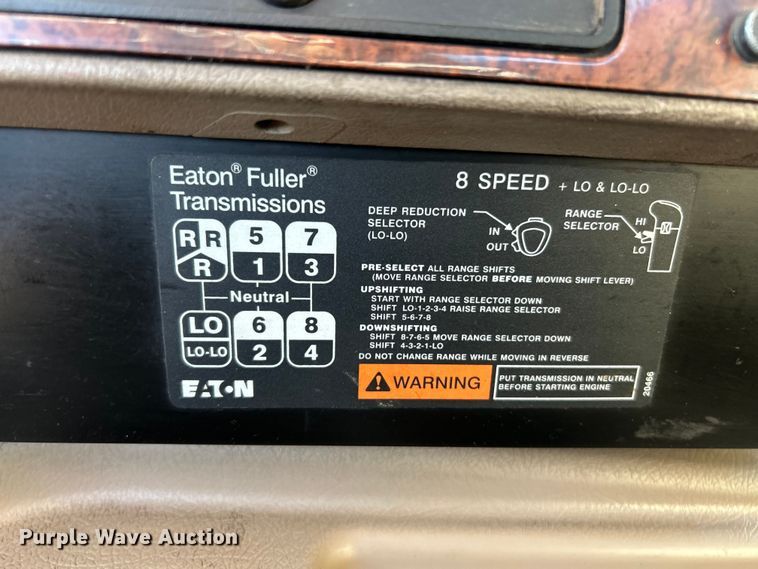 Eaton® Fuller®
Transmissions
8 SPEED + LO & LO-LO
DEEP REDUCTION
SELECTOR
(LO-LO)
IN
OUT
RANGE
SELECTOR
HI
LO
R R 5 7
R 1 3
Neutral
LO 6 8
LO-LO 2 4
PRE-SELECT ALL RANGE SHIFTS
(MOVE RANGE SELECTOR BEFORE MOVING SHIFT LEVER)
UPSHIFTING
START WITH RANGE SELECTOR DOWN
SHIFT LO-1-2-3-4 RAISE RANGE SELECTOR
SHIFT 5-6-7-8
DOWNSHIFTING
SHIFT 8-7-6-5 MOVE RANGE SELECTOR DOWN
SHIFT 4-3-2-1-LO
DO NOT CHANGE RANGE WHILE MOVING IN REVERSE
EATON
WARNING
PUT TRANSMISSION IN NEUTRAL
BEFORE STARTING ENGINE
20466
Purple Wave Auction